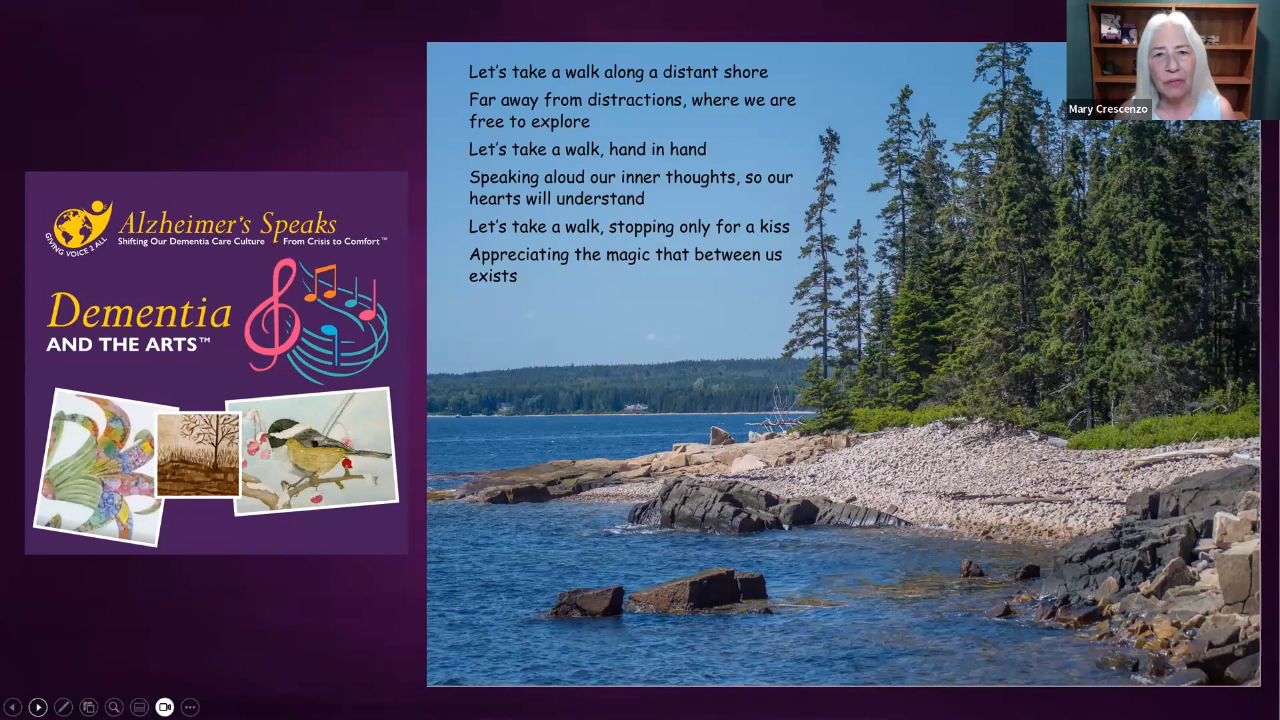 Let's take a walk along a distant shore
Far away from distractions, where we are
free to explore
Let's take a walk, hand in hand
Speaking aloud our inner thoughts, so our
hearts will understand
Let's take a walk, stopping only for a kiss
Appreciating the magic that between us
exists
Mary Crescenzo
Alzheimer's Speaks
Shifting Our Dementia Care Culture From Crisis to Comfort™
GIVING VOICE 2 ALL
Dementia
AND THE ARTS™